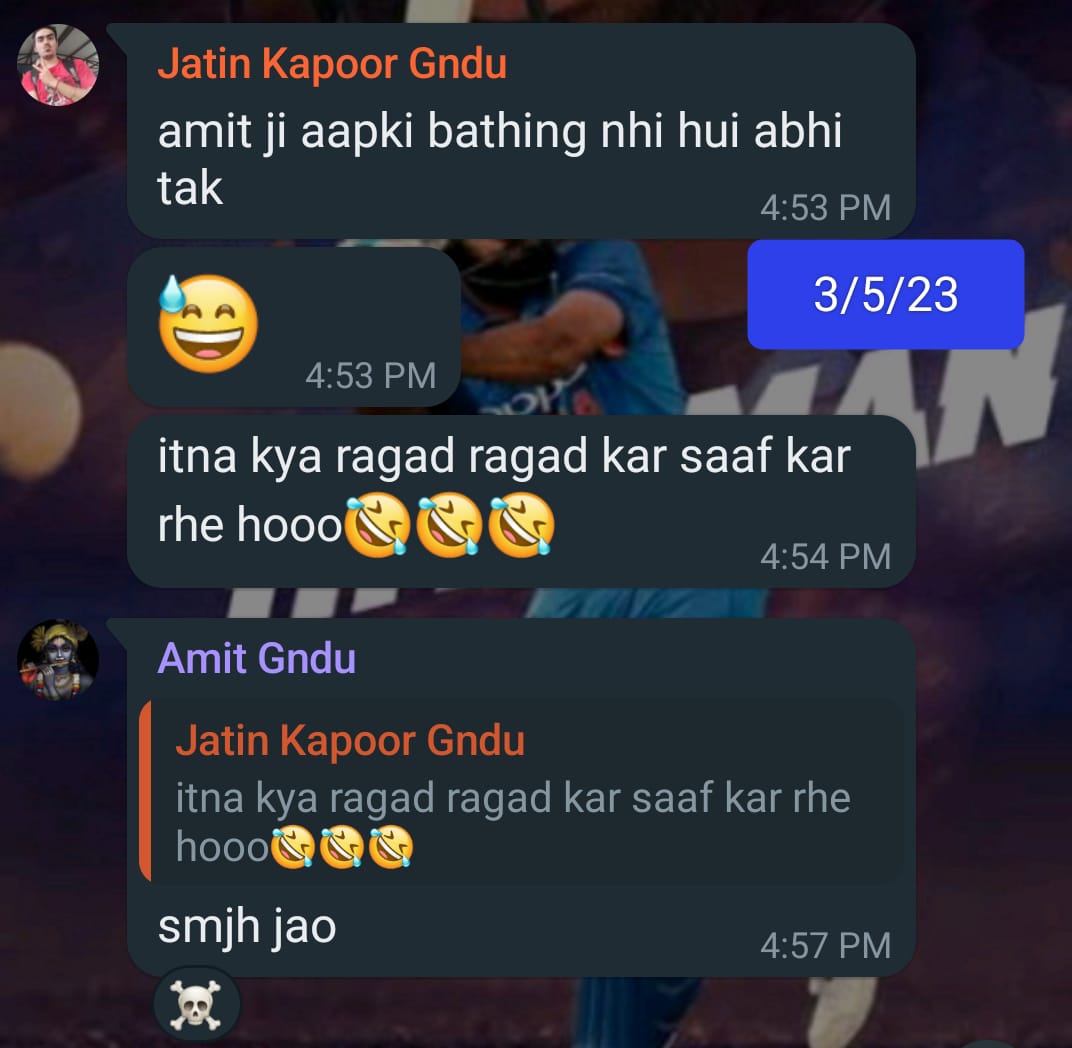 Jatin Kapoor Gndu
amit ji aapki bathing nhi hui abhi
tak
4:53 PM
😅
4:53 PM
3/5/23
itna kya ragad ragad kar saaf kar
rhe hooo🤣🤣🤣
4:54 PM
Amit Gndu
Jatin Kapoor Gndu
itna kya ragad ragad kar saaf kar rhe
hooo🤣🤣🤣
smjh jao
4:57 PM
☠️